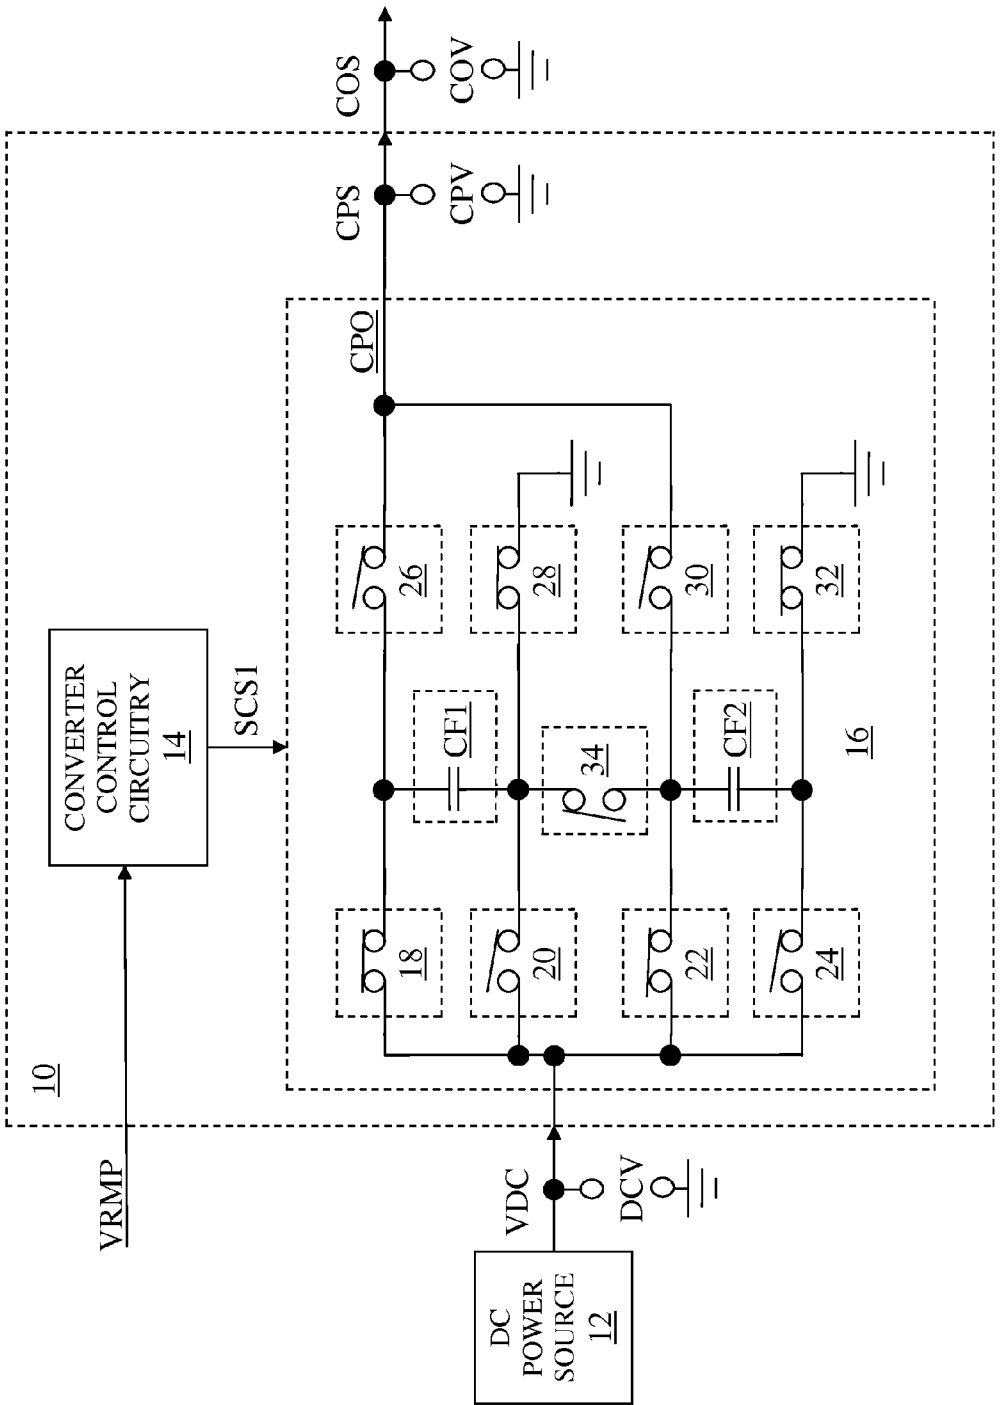 10
VRMP
CONVERTER
CONTROL
CIRCUITRY
14
SCS1
DC
POWER
SOURCE
12
VDC
DCV
18
20
22
24
CF1
34
CF2
16
26
28
30
32
CPO
CPS
CPV
COS
COV